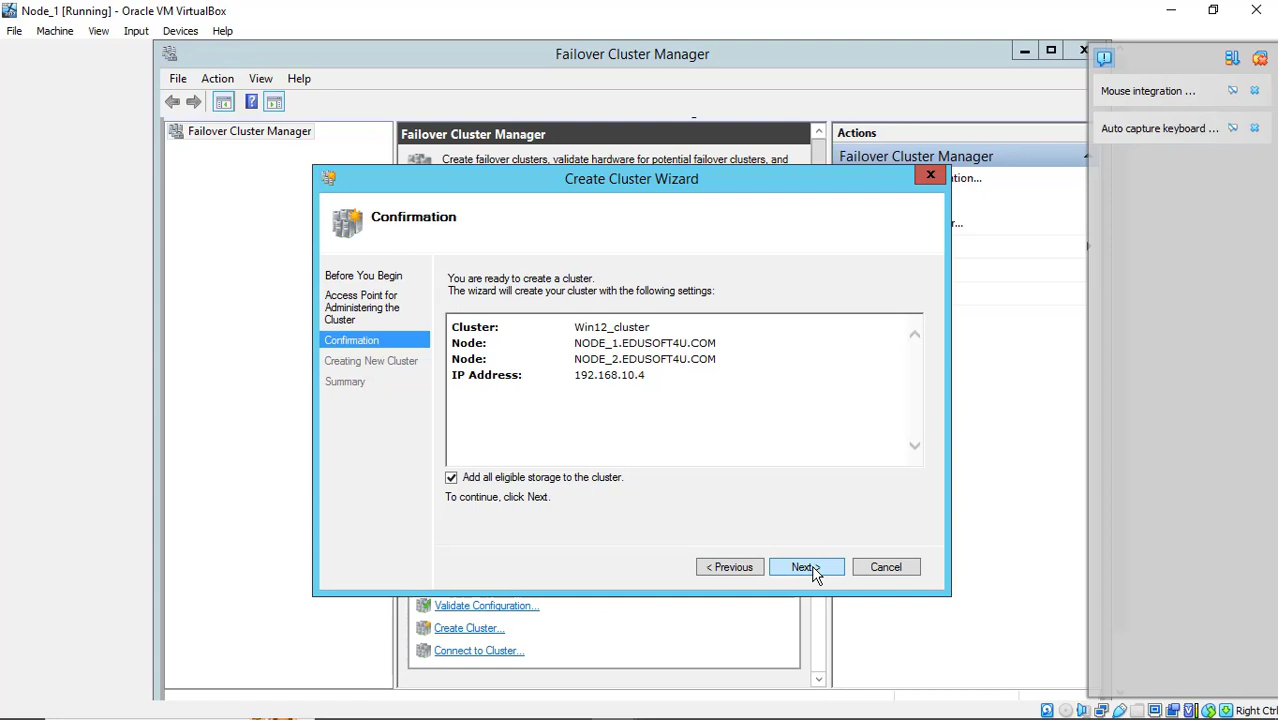 Node_1 [Running] - Oracle VM VirtualBox
File Machine View Input Devices Help
Failover Cluster Manager
File Action View Help
Failover Cluster Manager
Failover Cluster Manager
Create failover clusters, validate hardware for potential failover clusters, and
Actions
Failover Cluster Manager
ation...
r...
Mouse integration ...
Auto capture keyboard ...
Create Cluster Wizard
Confirmation
Before You Begin
Access Point for
Administering the
Cluster
Confirmation
Creating New Cluster
Summary
You are ready to create a cluster.
The wizard will create your cluster with the following settings:
Cluster: Win12_cluster
Node: NODE_1.EDUSOFT4U.COM
Node: NODE_2.EDUSOFT4U.COM
IP Address: 192.168.10.4
Add all eligible storage to the cluster.
To continue, click Next.
< Previous Next > Cancel
Validate Configuration...
Create Cluster...
Connect to Cluster...
Right Ctrl